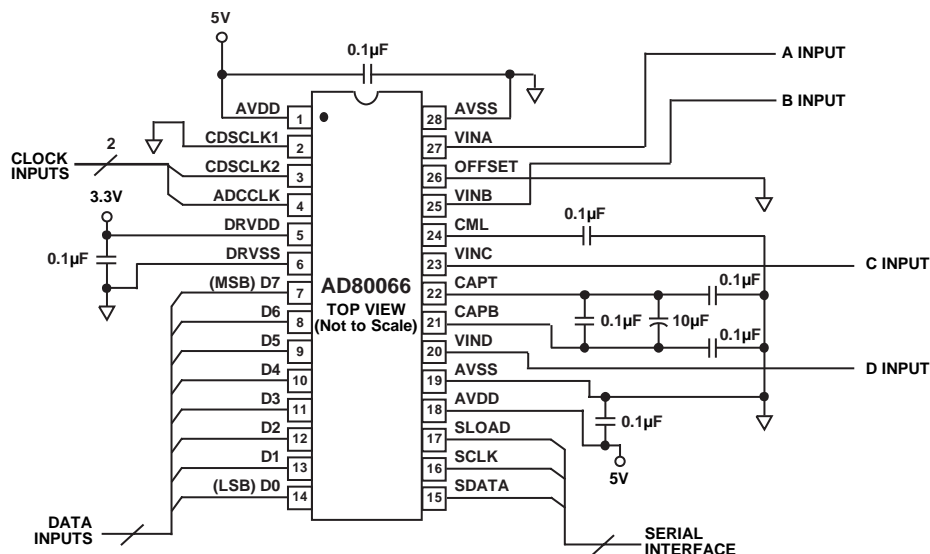 5V
0.1µF
A INPUT
B INPUT
AVDD
1
28
AVSS
CDSCLK1
2
27
VINA
2
CLOCK
INPUTS
CDSCLK2
3
26
OFFSET
ADCCLK
4
25
VINB
3.3V
DRVDD
5
24
CML
0.1µF
0.1µF
DRVSS
6
23
VINC
C INPUT
(MSB) D7
7
22
CAPT
0.1µF
AD80066
TOP VIEW
(Not to Scale)
D6
8
21
CAPB
0.1µF
10µF
0.1µF
D5
9
20
VIND
D INPUT
D4
10
19
AVSS
D3
11
18
AVDD
0.1µF
D2
12
17
SLOAD
D1
13
16
SCLK
5V
(LSB) D0
14
15
SDATA
DATA
INPUTS
SERIAL
INTERFACE